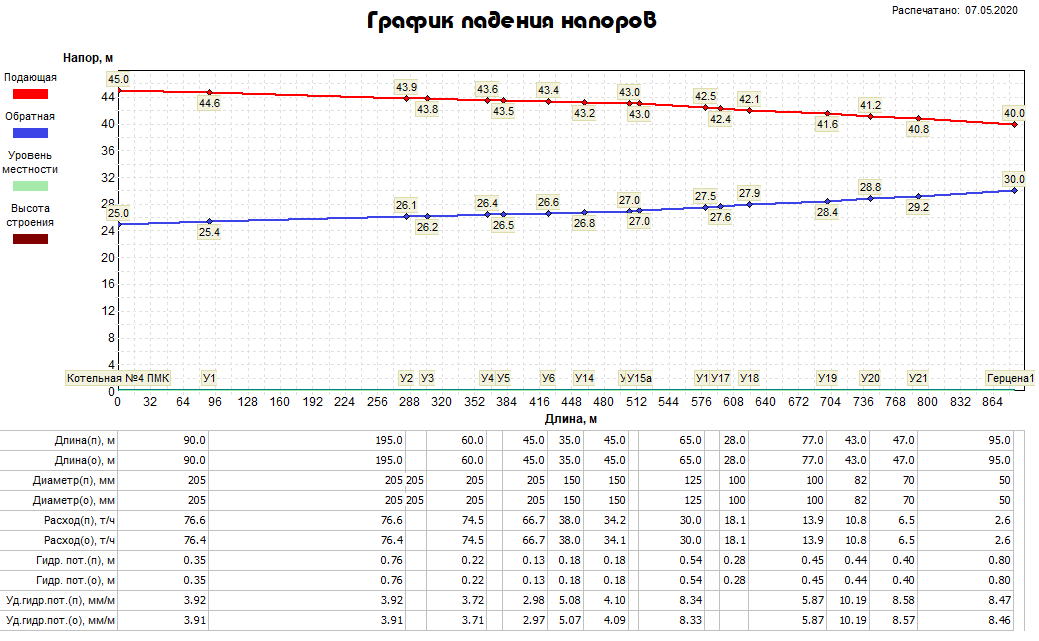 Распечатано: 07.05.2020
График падения напоров
Напор, м
Подающая
Обратная
Уровень
местности
Высота
строения
44
40
36
32
28
24
20
16
12
8
4
0
45.0 44.6 43.9 43.8 43.6 43.5 43.4 43.2 43.0 43.0 42.5 42.4 42.1 41.6 41.2 40.8 40.0
25.0 25.4 26.1 26.2 26.4 26.5 26.6 26.8 27.0 27.0 27.5 27.6 27.9 28.4 28.8 29.2 30.0
Котельная №4 ПМК У1 У2 У3 У4 У5 У6 У14 У15а У1 У17 У18 У19 У20 У21 Герцена1
0 32 64 96 128 160 192 224 256 288 320 352 384 416 448 480 512 544 576 608 640 672 704 736 768 800 832 864
Длина, м
Длина(п), м 90.0 195.0 60.0 45.0 35.0 45.0 65.0 28.0 77.0 43.0 47.0 95.0
Длина(о), м 90.0 195.0 60.0 45.0 35.0 45.0 65.0 28.0 77.0 43.0 47.0 95.0
Диаметр(п), мм 205 205 205 205 205 150 150 125 100 100 82 70 50
Диаметр(о), мм 205 205 205 205 205 150 150 125 100 100 82 70 50
Расход(п), т/ч 76.6 76.6 74.5 66.7 38.0 34.2 30.0 18.1 13.9 10.8 6.5 2.6
Расход(о), т/ч 76.4 76.4 74.5 66.7 38.0 34.1 30.0 18.1 13.9 10.8 6.5 2.6
Гидр. пот.(п), м 0.35 0.76 0.22 0.13 0.18 0.18 0.54 0.28 0.45 0.44 0.40 0.80
Гидр. пот.(о), м 0.35 0.76 0.22 0.13 0.18 0.18 0.54 0.28 0.45 0.44 0.40 0.80
Уд.гидр.пот.(п), мм/м 3.92 3.92 3.72 2.98 5.08 4.10 8.34 5.87 10.19 8.58 8.47
Уд.гидр.пот.(о), мм/м 3.91 3.91 3.71 2.97 5.07 4.09 8.33 5.87 10.19 8.57 8.46